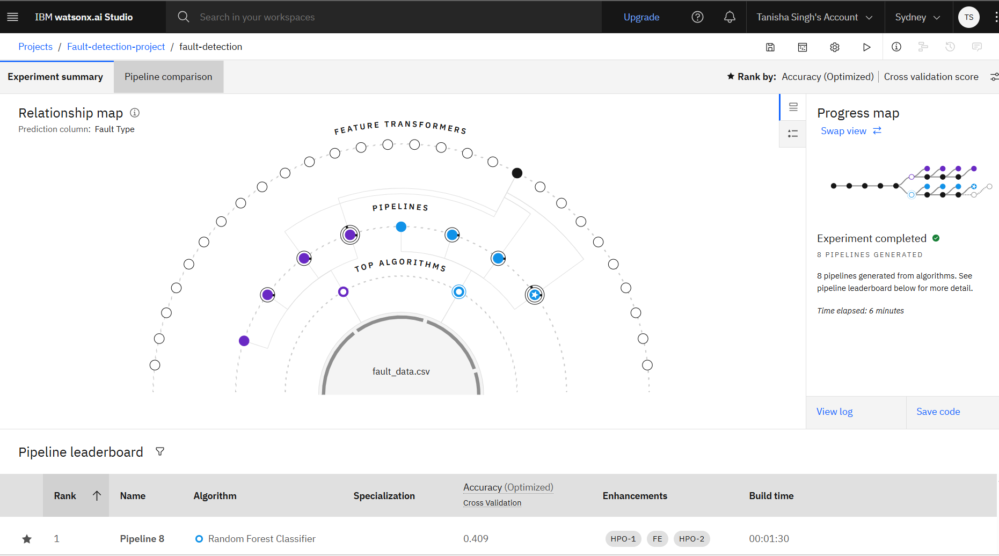 IBM watsonx.ai Studio
Search in your workspaces
Upgrade
Tanisha Singh's Account
Sydney
TS
Projects / Fault-detection-project / fault-detection
Experiment summary
Pipeline comparison
Rank by: Accuracy (Optimized) | Cross validation score
Relationship map
Prediction column: Fault Type
FEATURE TRANSFORMERS
PIPELINES
TOP ALGORITHMS
fault_data.csv
Progress map
Swap view
Experiment completed
8 PIPELINES GENERATED
8 pipelines generated from algorithms. See
pipeline leaderboard below for more detail.
Time elapsed: 6 minutes
View log
Save code
Pipeline leaderboard
Rank Name Algorithm Specialization Accuracy (Optimized) Enhancements Build time
Cross Validation
1 Pipeline 8 Random Forest Classifier 0.409 HPO-1 FE HPO-2 00:01:30